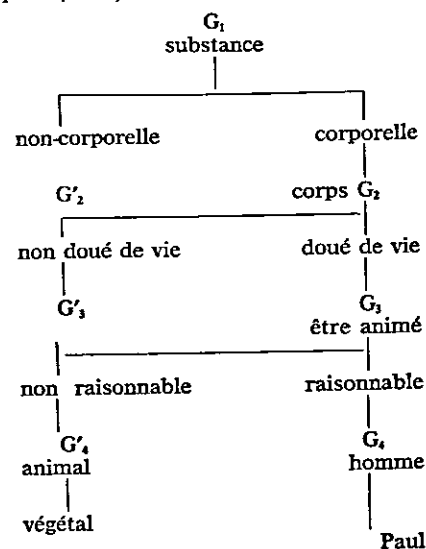 G₁
substance
non-corporelle corporelle
G'₂ corps G₂
non doué de vie doué de vie
G'₃ G₃
être animé
non raisonnable raisonnable
G'₄ G₄
animal homme
végétal
Paul